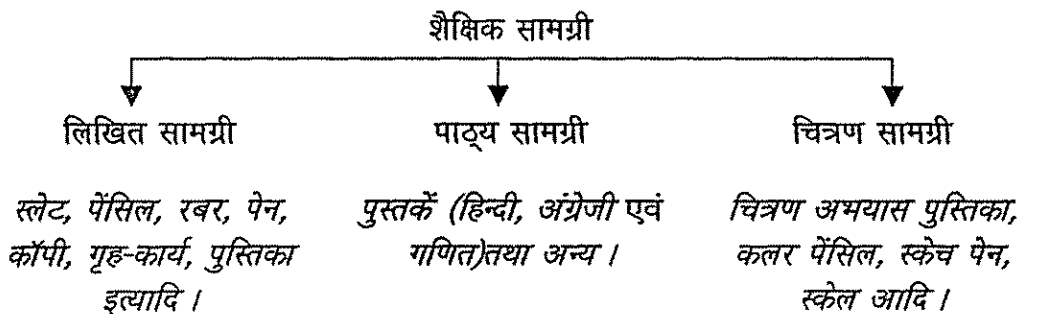 शैक्षिक सामग्री
लिखित सामग्री
स्लेट, पेंसिल, रबर, पेन,
कॉपी, गृह-कार्य, पुस्तिका
इत्यादि ।
पाठ्य सामग्री
पुस्तकें (हिन्दी, अंग्रेजी एवं
गणित)तथा अन्य ।
चित्रण सामग्री
चित्रण अभयास पुस्तिका,
कलर पेंसिल, स्केच पेन,
स्केल आदि ।